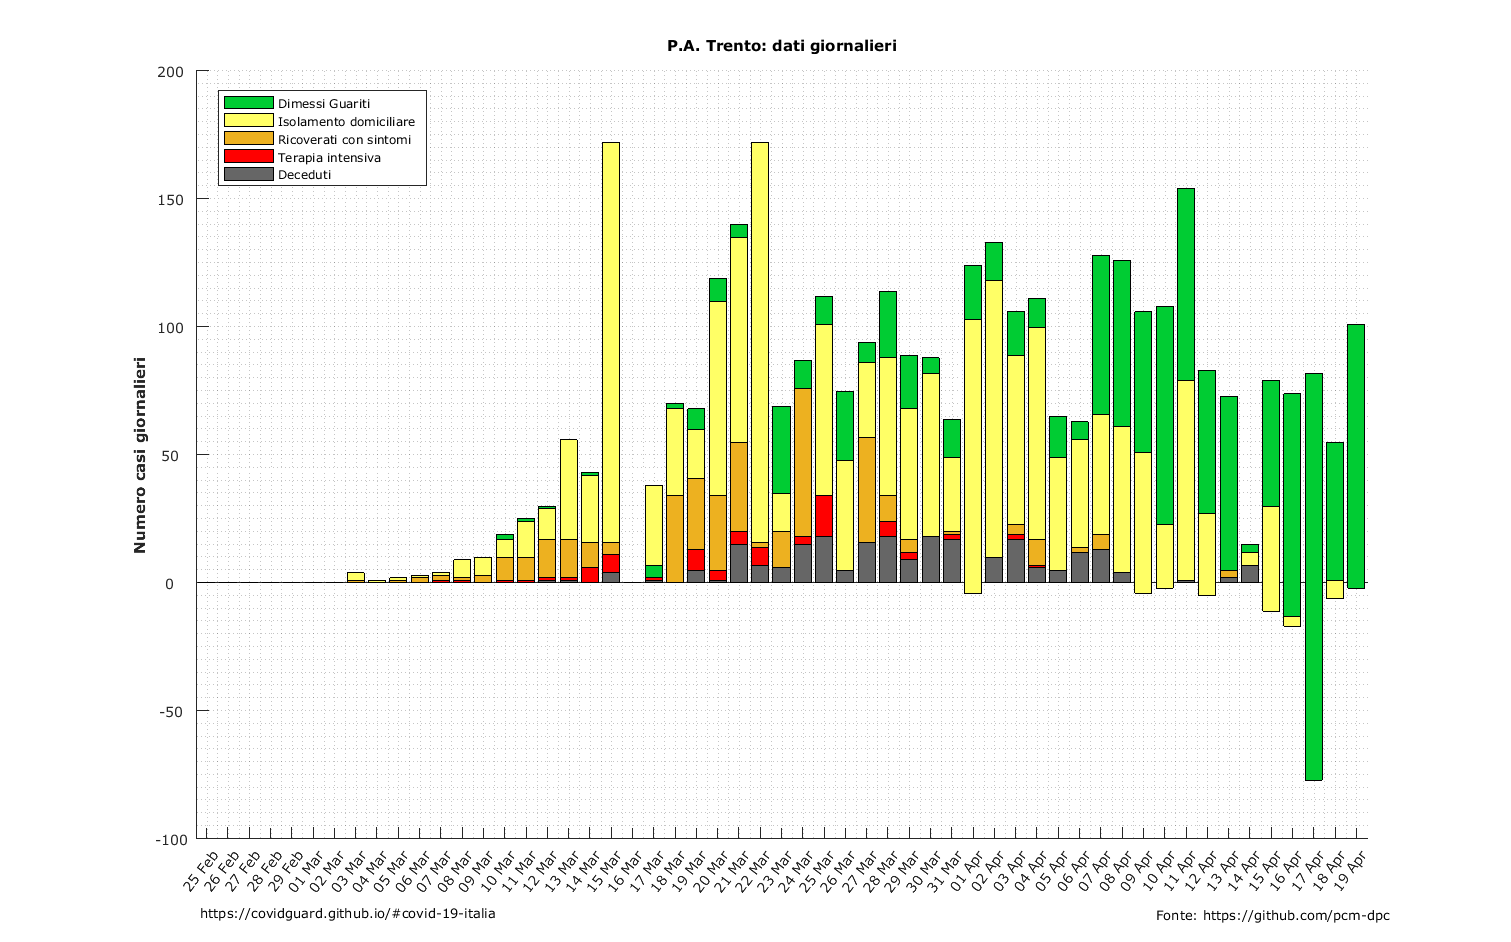 P.A. Trento: dati giornalieri
200
150
100
50
0
-50
-100
Numero casi giornalieri
Dimessi Guariti
Isolamento domiciliare
Ricoverati con sintomi
Terapia intensiva
Deceduti
25 Feb
26 Feb
27 Feb
28 Feb
29 Feb
01 Mar
02 Mar
03 Mar
04 Mar
05 Mar
06 Mar
07 Mar
08 Mar
09 Mar
10 Mar
11 Mar
12 Mar
13 Mar
14 Mar
15 Mar
16 Mar
17 Mar
18 Mar
19 Mar
20 Mar
21 Mar
22 Mar
23 Mar
24 Mar
25 Mar
26 Mar
27 Mar
28 Mar
29 Mar
30 Mar
31 Mar
01 Apr
02 Apr
03 Apr
04 Apr
05 Apr
06 Apr
07 Apr
08 Apr
09 Apr
10 Apr
11 Apr
12 Apr
13 Apr
14 Apr
15 Apr
16 Apr
17 Apr
18 Apr
19 Apr
https://covidguard.github.io/#covid-19-italia
Fonte: https://github.com/pcm-dpc